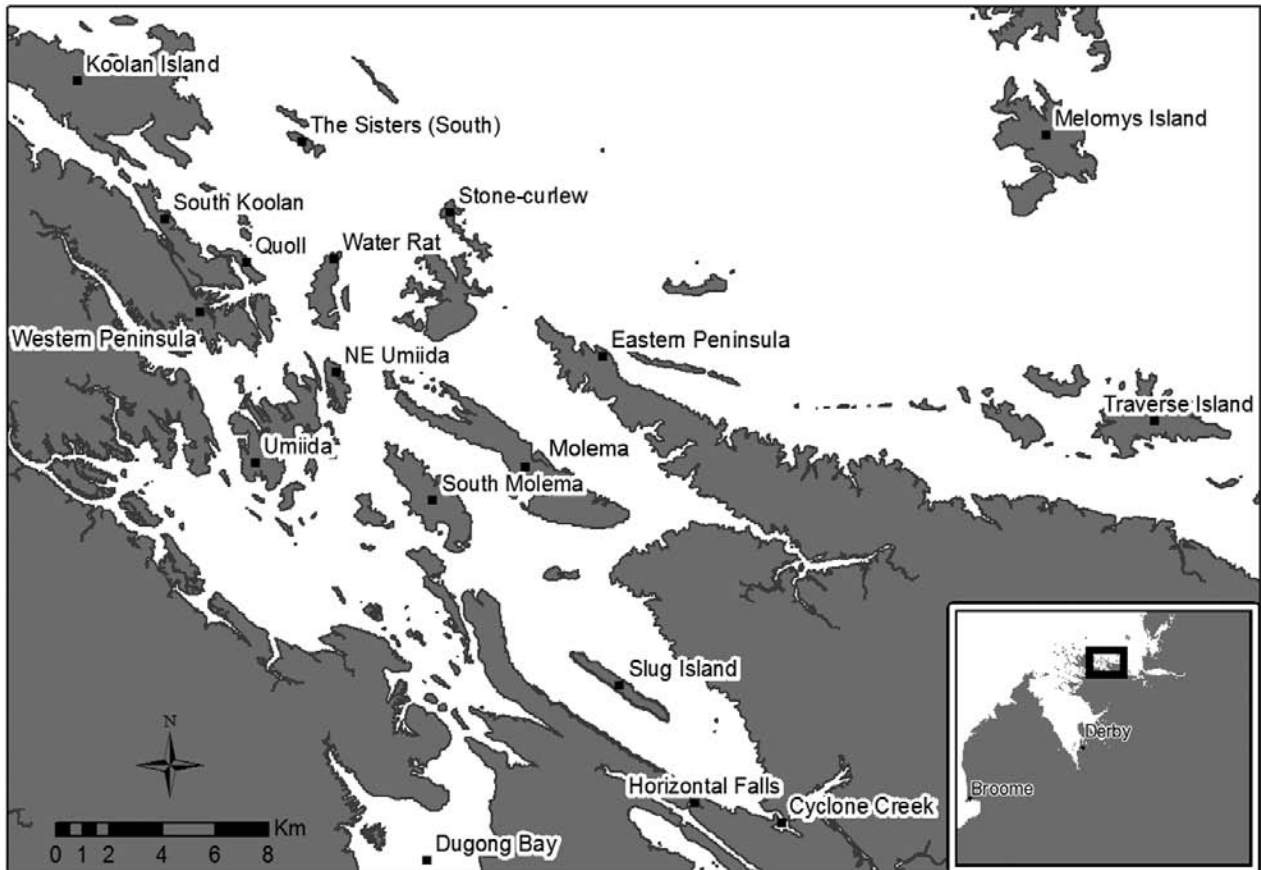 Koolan Island
The Sisters (South)
Melomys Island
South Koolan
Stone-curlew
Quoll
Water Rat
Western Peninsula
Eastern Peninsula
NE Umiida
Traverse Island
Umiida
Molema
South Molema
Slug Island
N
Horizontal Falls
Cyclone Creek
Dugong Bay
Km
0 1 2 4 6 8
Derby
Broome